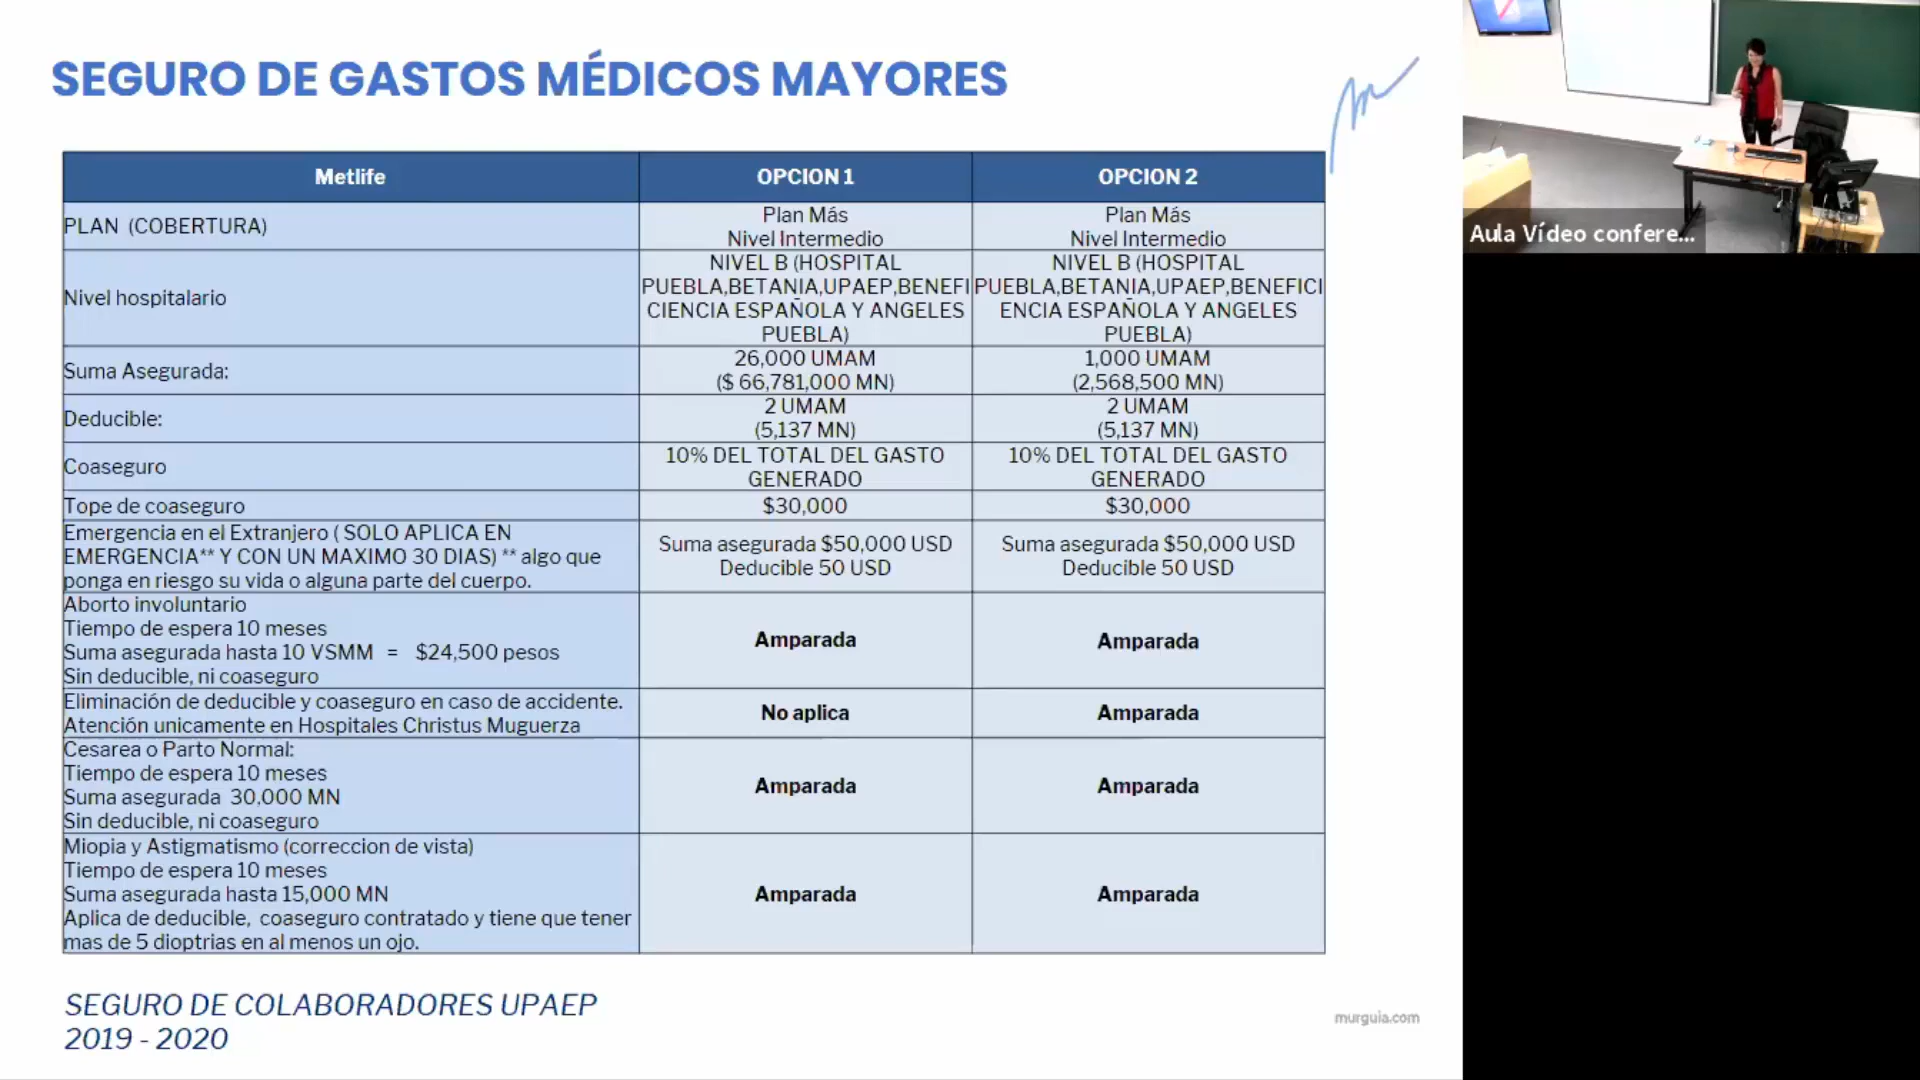 SEGURO DE GASTOS MÉDICOS MAYORES
Metlife
OPCION 1
OPCION 2
PLAN (COBERTURA)
Plan Más
Nivel Intermedio
Plan Más
Nivel Intermedio
Nivel hospitalario
NIVEL B (HOSPITAL
PUEBLA,BETANIA,UPAEP,BENEFI
CIENCIA ESPAÑOLA Y ANGELES
PUEBLA)
NIVEL B (HOSPITAL
PUEBLA,BETANIA,UPAEP,BENEFICI
ENCIA ESPAÑOLA Y ANGELES
PUEBLA)
Suma Asegurada:
26,000 UMAM
($ 66,781,000 MN)
1,000 UMAM
(2,568,500 MN)
Deducible:
2 UMAM
(5,137 MN)
2 UMAM
(5,137 MN)
Coaseguro
10% DEL TOTAL DEL GASTO
GENERADO
10% DEL TOTAL DEL GASTO
GENERADO
Tope de coaseguro
$30,000
$30,000
Emergencia en el Extranjero ( SOLO APLICA EN
EMERGENCIA** Y CON UN MAXIMO 30 DIAS) ** algo que
ponga en riesgo su vida o alguna parte del cuerpo.
Suma asegurada $50,000 USD
Deducible 50 USD
Suma asegurada $50,000 USD
Deducible 50 USD
Aborto involuntario
Tiempo de espera 10 meses
Suma asegurada hasta 10 VSMM = $24,500 pesos
Sin deducible, ni coaseguro
Amparada
Amparada
Eliminación de deducible y coaseguro en caso de accidente.
Atención unicamente en Hospitales Christus Muguerza
No aplica
Amparada
Cesarea o Parto Normal:
Tiempo de espera 10 meses
Suma asegurada 30,000 MN
Sin deducible, ni coaseguro
Amparada
Amparada
Miopia y Astigmatismo (correccion de vista)
Tiempo de espera 10 meses
Suma asegurada hasta 15,000 MN
Aplica de deducible, coaseguro contratado y tiene que tener
mas de 5 dioptrias en al menos un ojo.
Amparada
Amparada
SEGURO DE COLABORADORES UPAEP
2019 - 2020
murguia.com
Aula Vídeo confere...